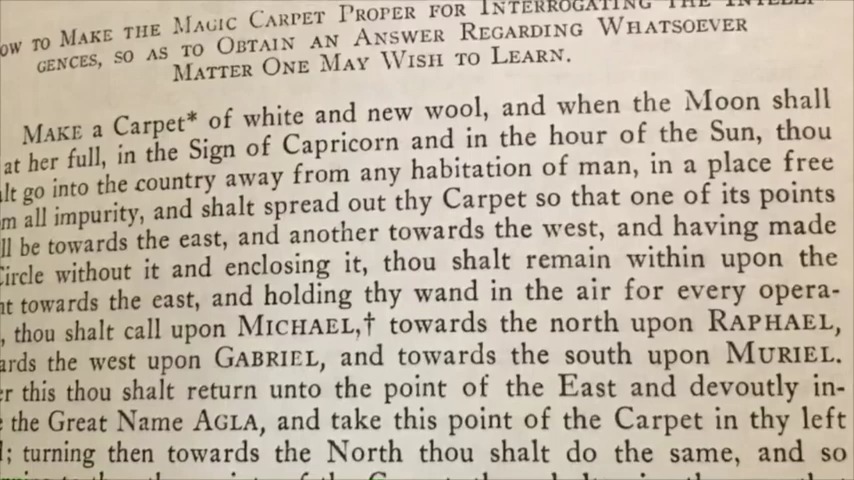 OW TO MAKE THE MAGIC CARPET PROPER FOR INTERROGATING THE INTELLI-
GENCES, SO AS TO OBTAIN AN ANSWER REGARDING WHATSOEVER
MATTER ONE MAY WISH TO LEARN.
MAKE a Carpet* of white and new wool, and when the Moon shall
at her full, in the Sign of Capricorn and in the hour of the Sun, thou
lt go into the country away from any habitation of man, in a place free
m all impurity, and shalt spread out thy Carpet so that one of its points
ll be towards the east, and another towards the west, and having made
Circle without it and enclosing it, thou shalt remain within upon the
nt towards the east, and holding thy wand in the air for every opera-
, thou shalt call upon MICHAEL,† towards the north upon RAPHAEL,
ards the west upon GABRIEL, and towards the south upon MURIEL.
er this thou shalt return unto the point of the East and devoutly in-
the Great Name AGLA, and take this point of the Carpet in thy left
; turning then towards the North thou shalt do the same, and so